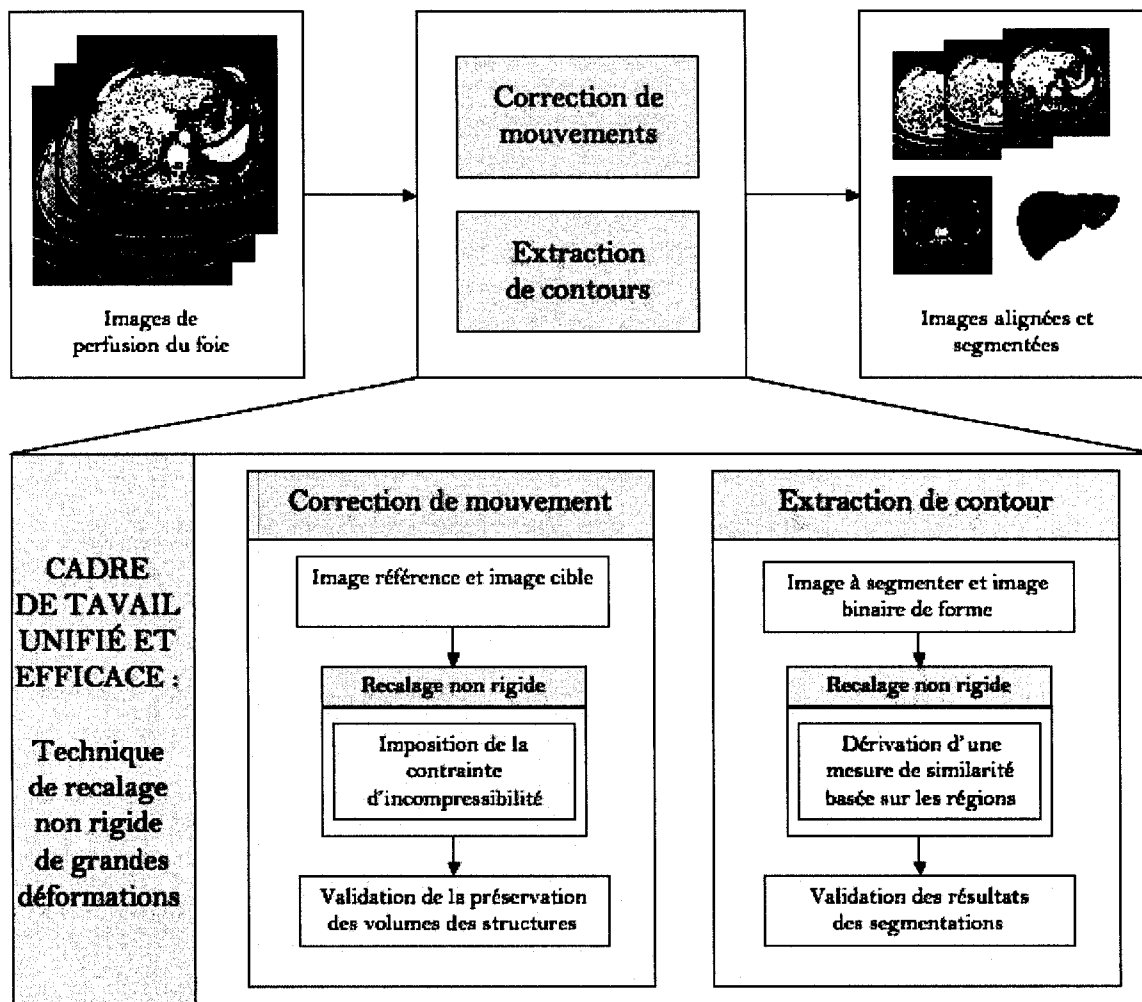 Correction de
mouvements
Extraction
de contours
Images de
perfusion du foie
Images alignées et
segmentées
CADRE
DE TAVAIL
UNIFIÉ ET
EFFICACE :
Technique
de recalage
non rigide
de grandes
déformations
Correction de mouvement
Image référence et image cible
Recalage non rigide
Imposition de la
contrainte
d'incompressibilité
Validation de la préservation
des volumes des structures
Extraction de contour
Image à segmenter et image
binaire de forme
Recalage non rigide
Dérivation d'une
mesure de similarité
basée sur les régions
Validation des résultats
des segmentations